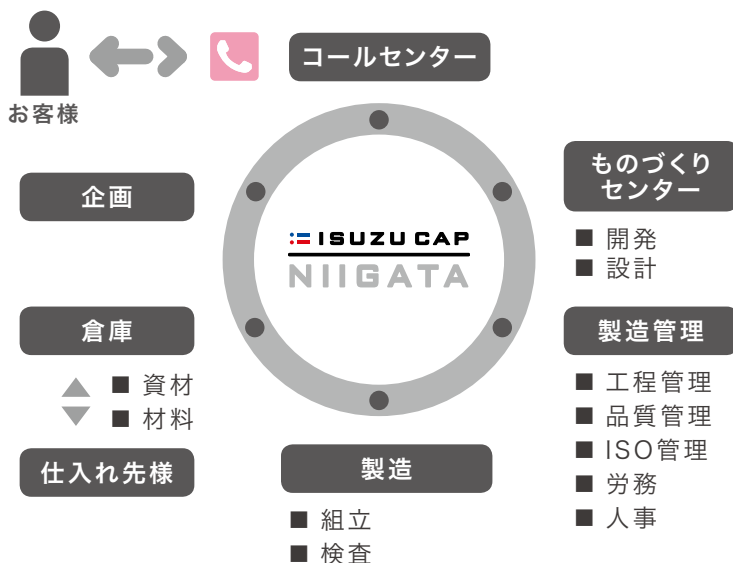 お客様
コールセンター
ものづくり
センター
■ 開発
■ 設計
製造管理
■ 工程管理
■ 品質管理
■ ISO管理
■ 労務
■ 人事
製造
■ 組立
■ 検査
企画
倉庫
■ 資材
■ 材料
仕入れ先様
ISUZU CAP
NIIGATA